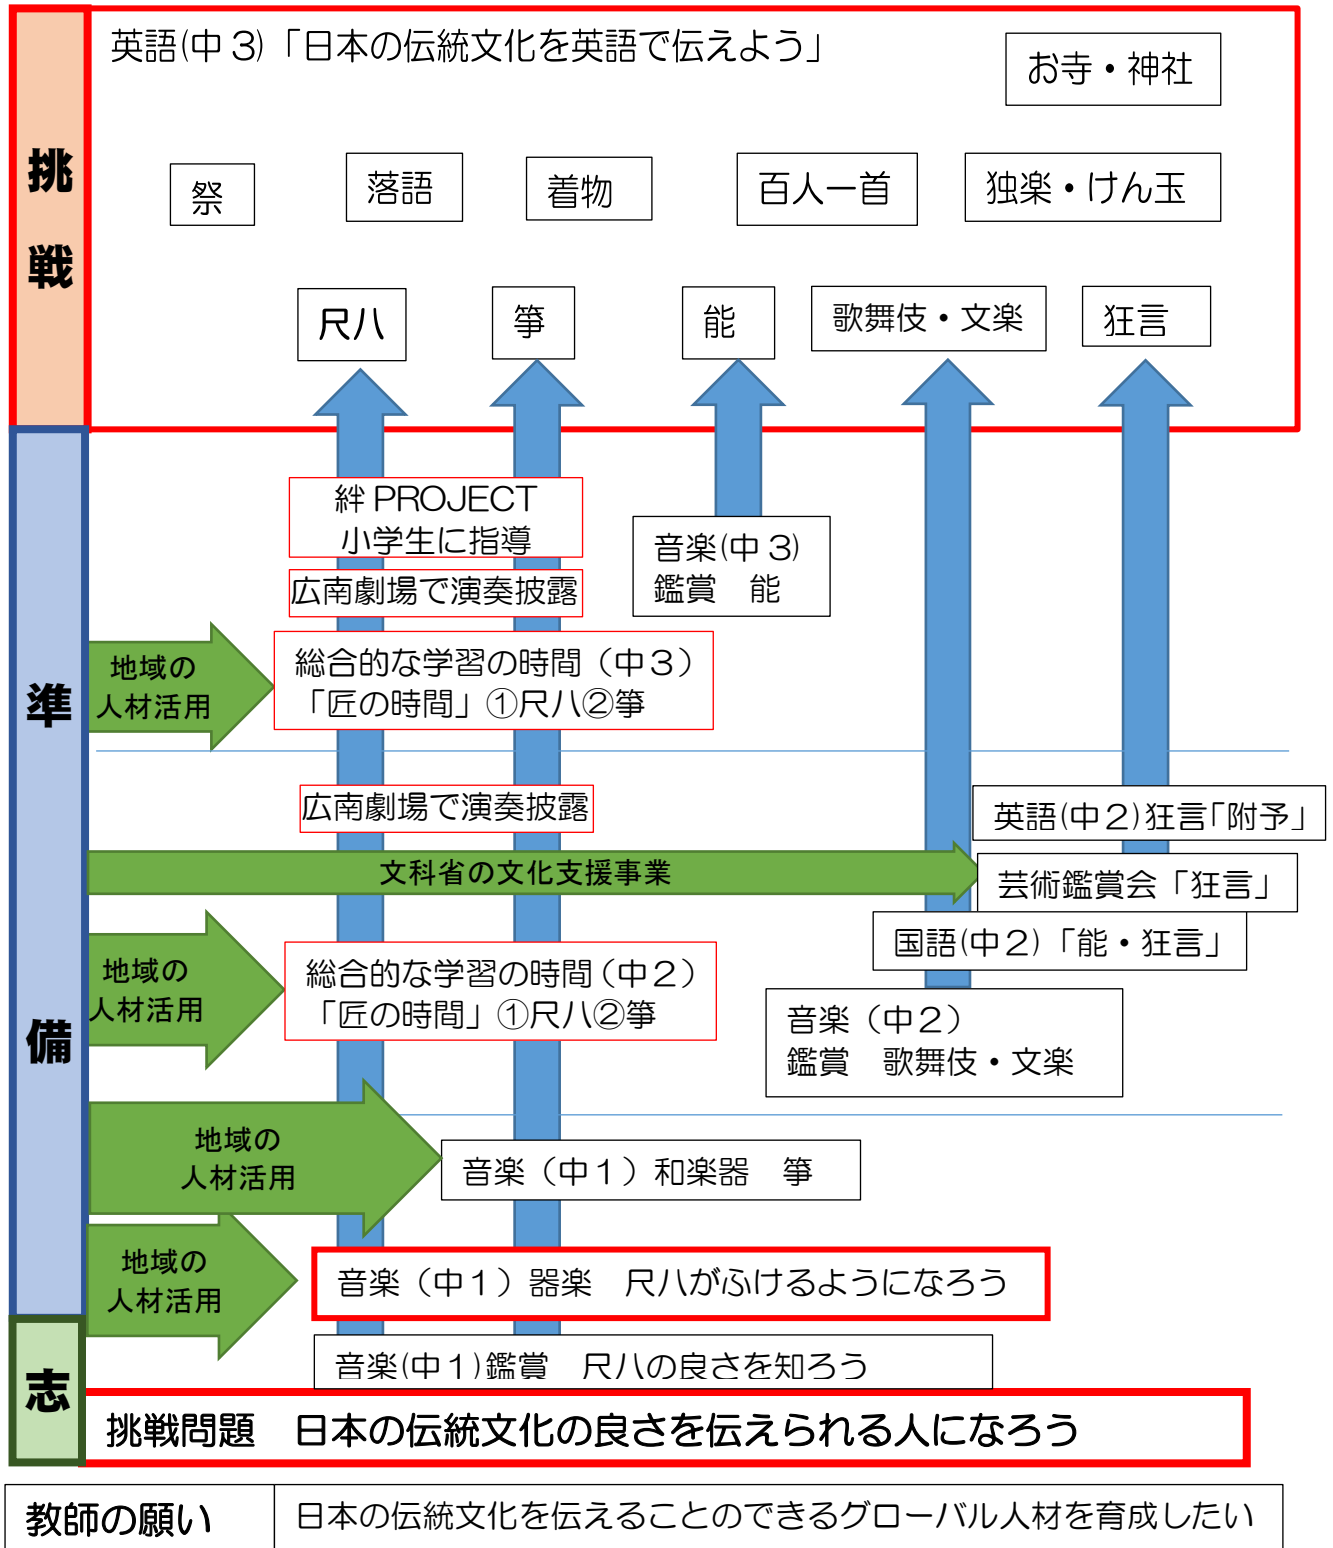 英語(中3)「日本の伝統文化を英語で伝えよう」
お寺・神社
祭
落語
着物
百人一首
独楽・けん玉
尺八
箏
能
歌舞伎・文楽
狂言
挑戦
絆PROJECT
小学生に指導
広南劇場で演奏披露
音楽(中3)
鑑賞 能
地域の
人材活用
総合的な学習の時間(中3)
「匠の時間」①尺八②箏
準備
広南劇場で演奏披露
英語(中2)狂言「附予」
文科省の文化支援事業
芸術鑑賞会「狂言」
国語(中2)「能・狂言」
地域の
人材活用
総合的な学習の時間(中2)
「匠の時間」①尺八②箏
音楽(中2)
鑑賞 歌舞伎・文楽
地域の
人材活用
音楽(中1)和楽器 箏
地域の
人材活用
音楽(中1)器楽 尺八がふけるようになろう
音楽(中1)鑑賞 尺八の良さを知ろう
志
挑戦問題 日本の伝統文化の良さを伝えられる人になろう
教師の願い
日本の伝統文化を伝えることのできるグローバル人材を育成したい